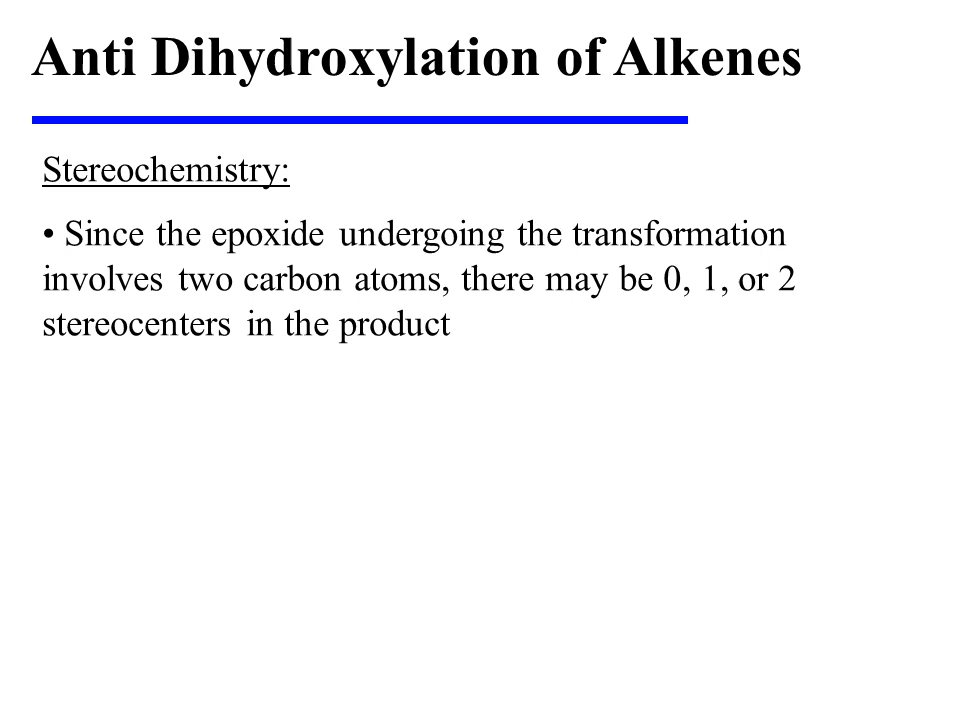 Anti Dihydroxylation of Alkenes
Stereochemistry:
• Since the epoxide undergoing the transformation
involves two carbon atoms, there may be 0, 1, or 2
stereocenters in the product